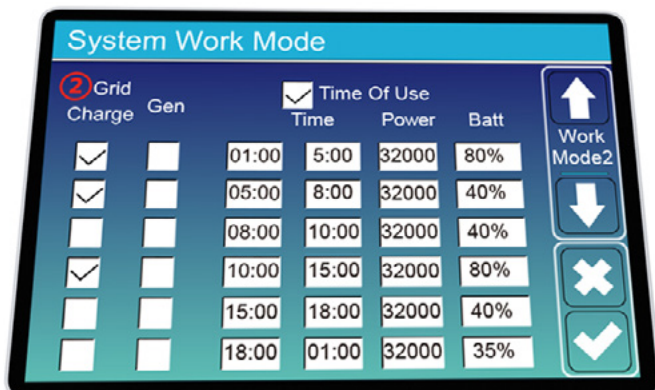 System Work Mode
② Grid Charge Gen
Time Of Use
Time Power Batt
01:00 5:00 32000 80%
05:00 8:00 32000 40%
08:00 10:00 32000 40%
10:00 15:00 32000 80%
15:00 18:00 32000 40%
18:00 01:00 32000 35%
Work
Mode2